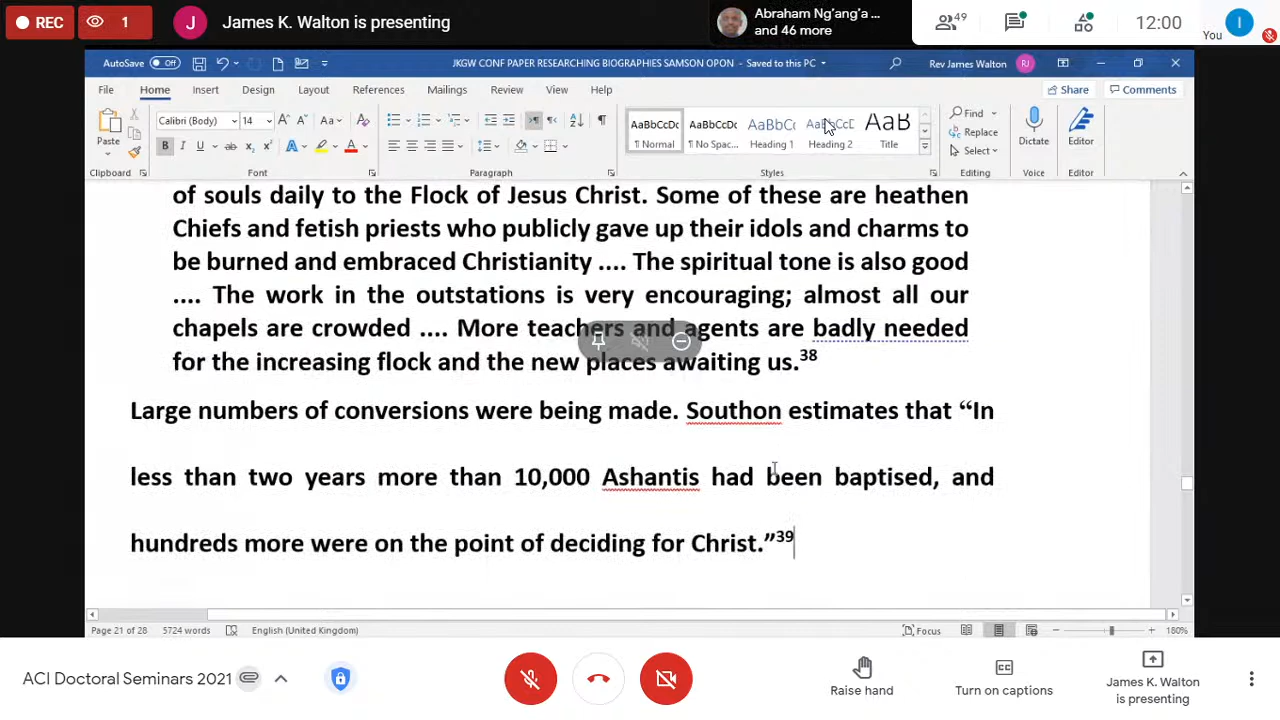 REC
1
J
James K. Walton is presenting
Abraham Ng'ang'a ...
and 46 more
49
12:00
You
I
AutoSave
Off
JKGW CONF PAPER RESEARCHING BIOGRAPHIES SAMSON OPON - Saved to this PC
Rev James Walton
RJ
File
Home
Insert
Draw
Design
Layout
References
Mailings
Review
View
Help
Share
Comments
Paste
Calibri (Body)
14
AaBbCcDc
AaBbCcDc
AaBbC(
AaBbCcE
AaB
¶ Normal
¶ No Spac...
Heading 1
Heading 2
Title
Find
Replace
Select
Dictate
Editor
Clipboard
Font
Paragraph
Styles
Editing
Voice
Editor
of souls daily to the Flock of Jesus Christ. Some of these are heathen
Chiefs and fetish priests who publicly gave up their idols and charms to
be burned and embraced Christianity .... The spiritual tone is also good
.... The work in the outstations is very encouraging; almost all our
chapels are crowded .... More teachers and agents are badly needed
for the increasing flock and the new places awaiting us.38
Large numbers of conversions were being made. Southon estimates that “In
less than two years more than 10,000 Ashantis had been baptised, and
hundreds more were on the point of deciding for Christ.”39
Page 21 of 28
5724 words
English (United Kingdom)
Focus
180%
ACI Doctoral Seminars 2021
Raise hand
Turn on captions
James K. Walton
is presenting